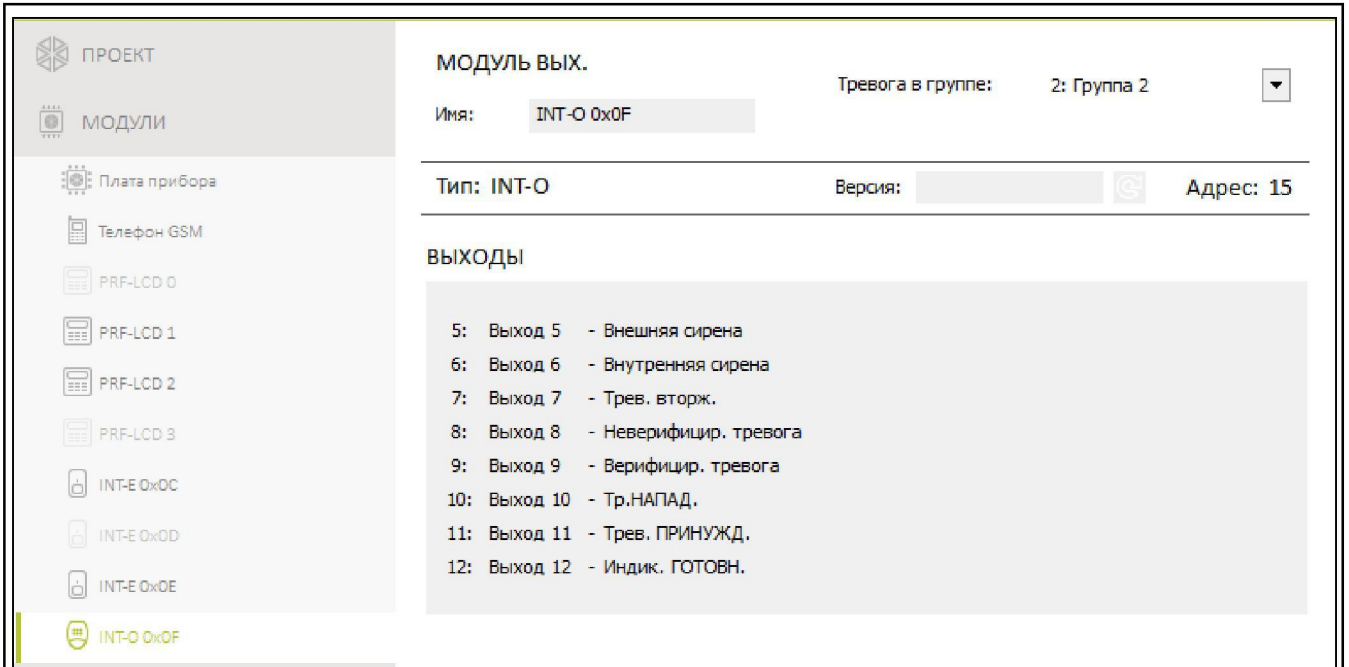 ПРОЕКТ
МОДУЛИ
Плата прибора
Телефон GSM
PRF-LCD 0
PRF-LCD 1
PRF-LCD 2
PRF-LCD 3
INT-E 0x0C
INT-E 0x0D
INT-E 0x0E
INT-O 0x0F
МОДУЛЬ ВЫХ.
Тревога в группе: 2: Группа 2
Имя: INT-O 0x0F
Тип: INT-O Версия: Адрес: 15
ВЫХОДЫ
5: Выход 5 - Внешняя сирена
6: Выход 6 - Внутренняя сирена
7: Выход 7 - Трев. вторж.
8: Выход 8 - Неверифицир. тревога
9: Выход 9 - Верифицир. тревога
10: Выход 10 - Тр.НАПАД.
11: Выход 11 - Трев. ПРИНУЖД.
12: Выход 12 - Индик. ГОТОВН.